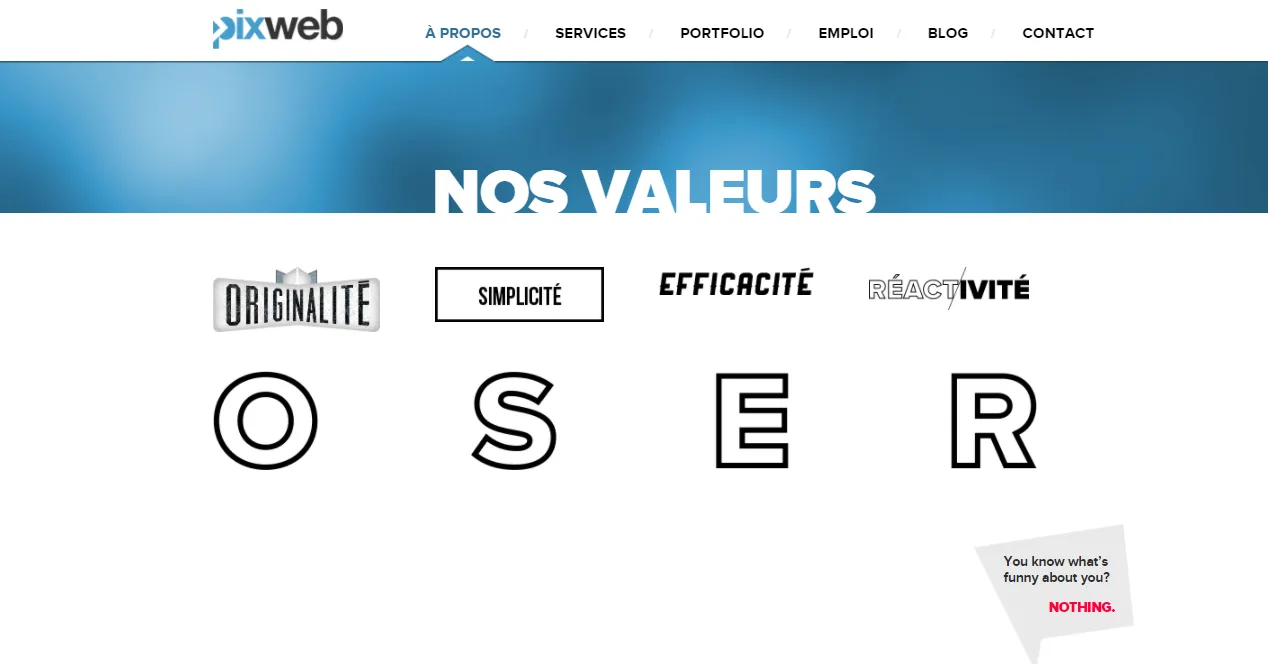 pixweb
À PROPOS / SERVICES / PORTFOLIO / EMPLOI / BLOG / CONTACT
NOS VALEURS
ORIGINALITÉ SIMPLICITÉ EFFICACITÉ RÉACTIVITÉ
O S E R
You know what's
funny about you?
NOTHING.